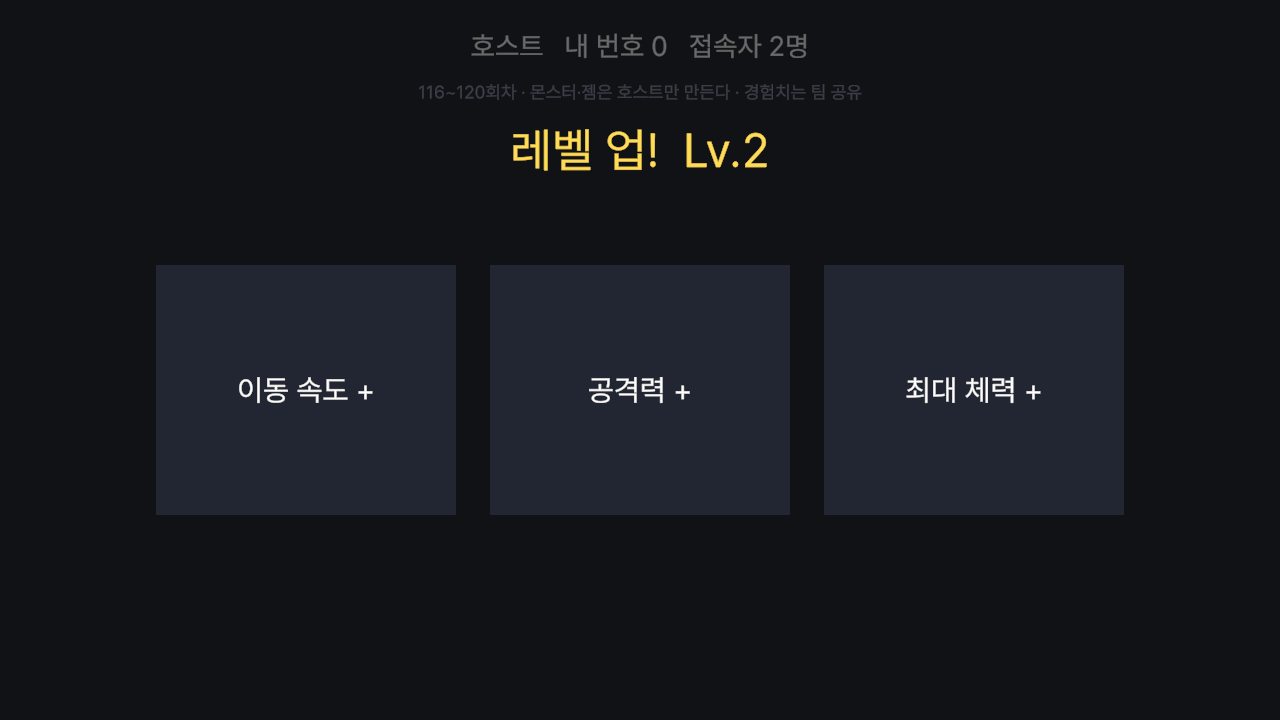 호스트 내 번호 0 접속자 2명
116~120회차 · 몬스터·젬은 호스트만 만든다 · 경험치는 팀 공유
레벨 업! Lv.2
이동 속도 +
공격력 +
최대 체력 +